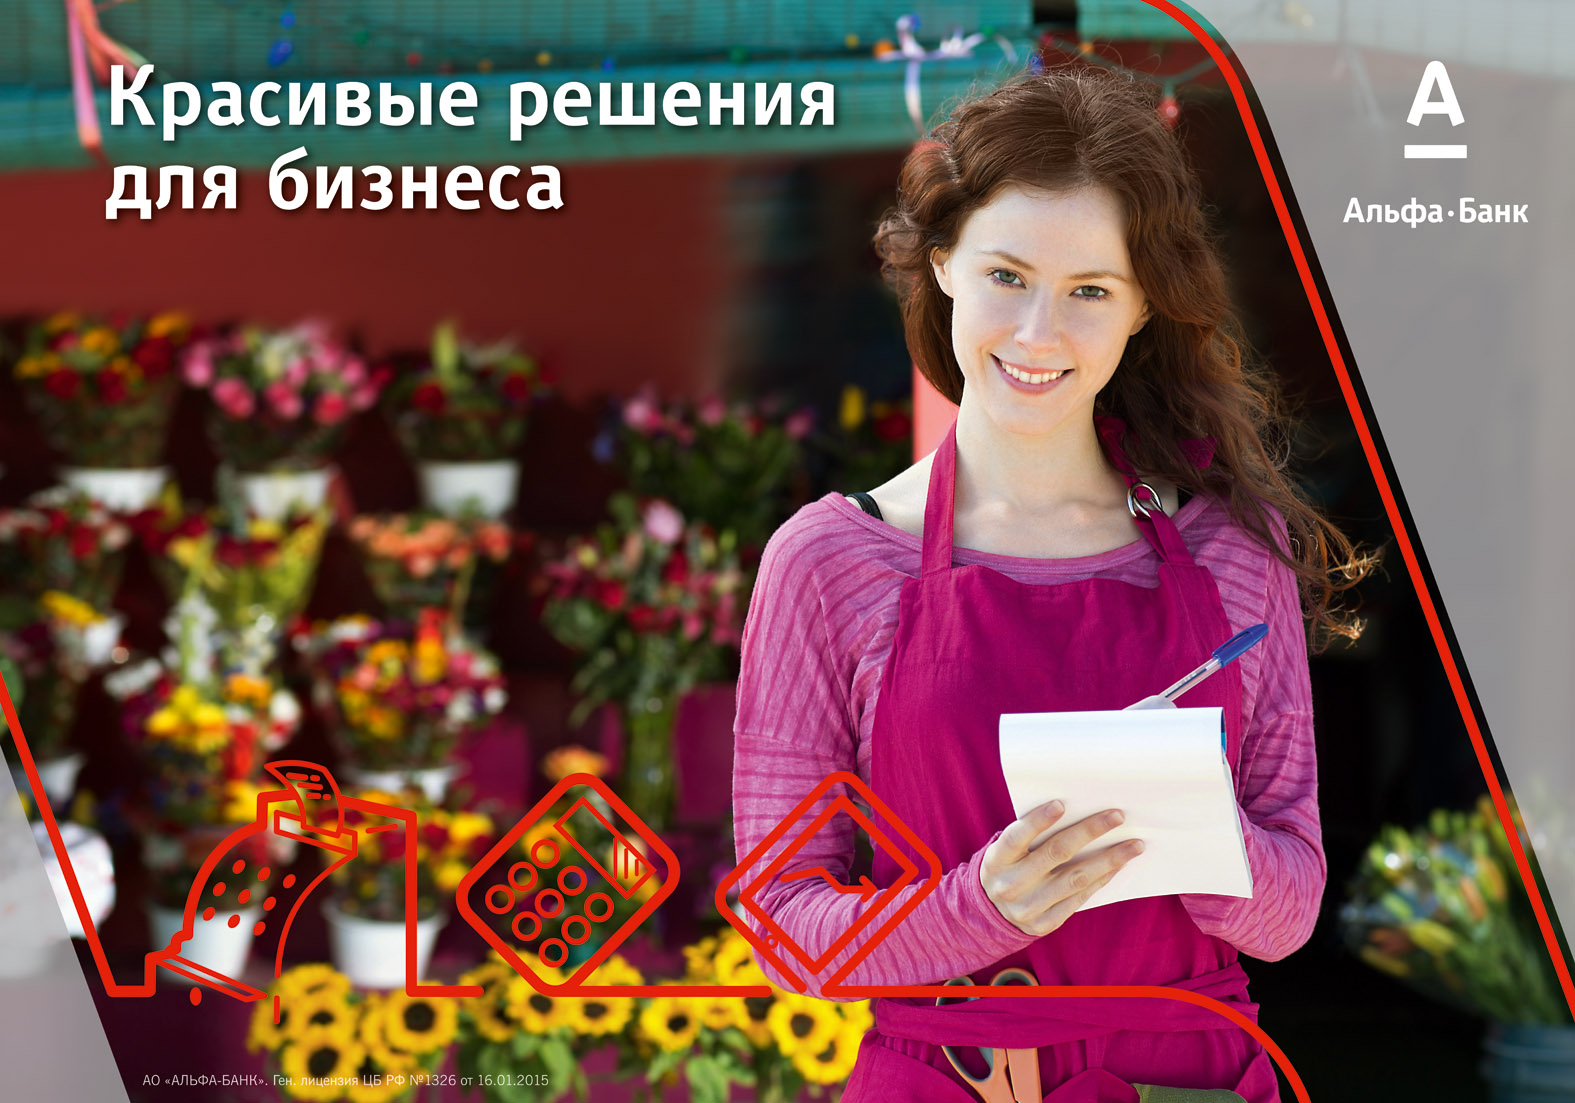 Красивые решения
для бизнеса
А
Альфа·Банк
АО «АЛЬФА-БАНК». Ген. лицензия ЦБ РФ №1326 от 16.01.2015